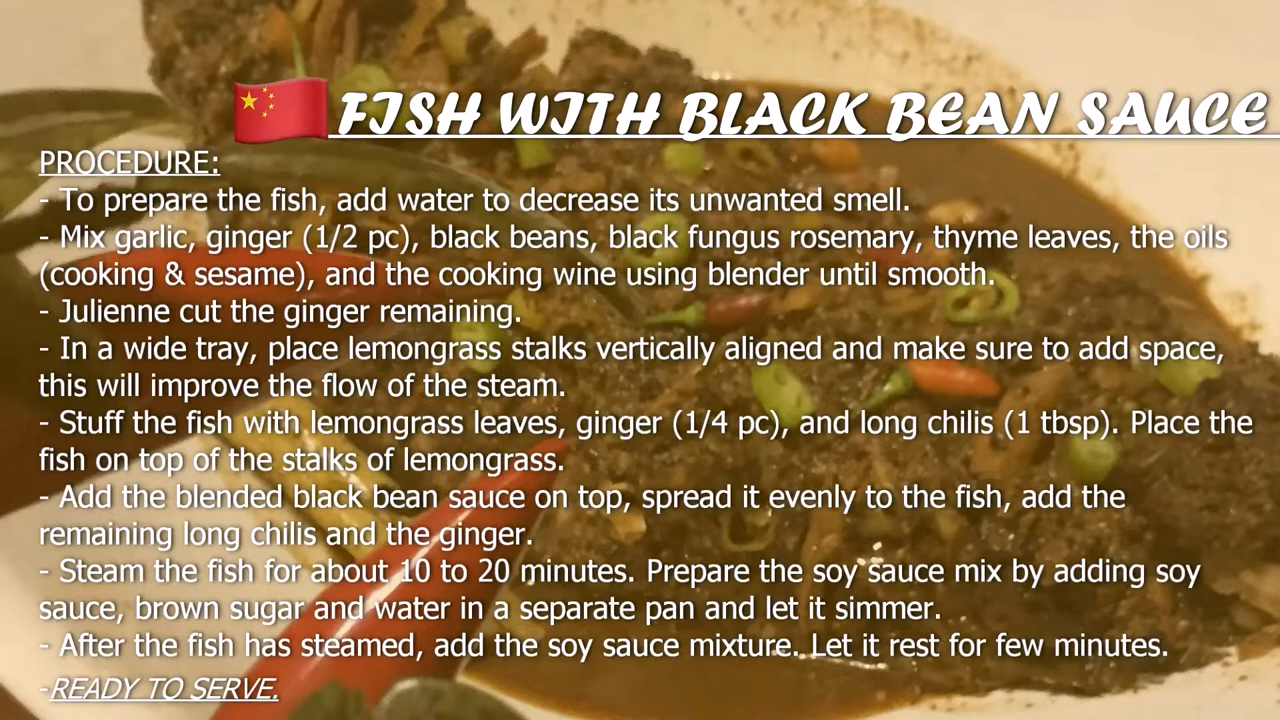 🇨🇳 FISH WITH BLACK BEAN SAUCE
PROCEDURE:
- To prepare the fish, add water to decrease its unwanted smell.
- Mix garlic, ginger (1/2 pc), black beans, black fungus rosemary, thyme leaves, the oils
(cooking & sesame), and the cooking wine using blender until smooth.
- Julienne cut the ginger remaining.
- In a wide tray, place lemongrass stalks vertically aligned and make sure to add space,
this will improve the flow of the steam.
- Stuff the fish with lemongrass leaves, ginger (1/4 pc), and long chilis (1 tbsp). Place the
fish on top of the stalks of lemongrass.
- Add the blended black bean sauce on top, spread it evenly to the fish, add the
remaining long chilis and the ginger.
- Steam the fish for about 10 to 20 minutes. Prepare the soy sauce mix by adding soy
sauce, brown sugar and water in a separate pan and let it simmer.
- After the fish has steamed, add the soy sauce mixture. Let it rest for few minutes.
-READY TO SERVE.